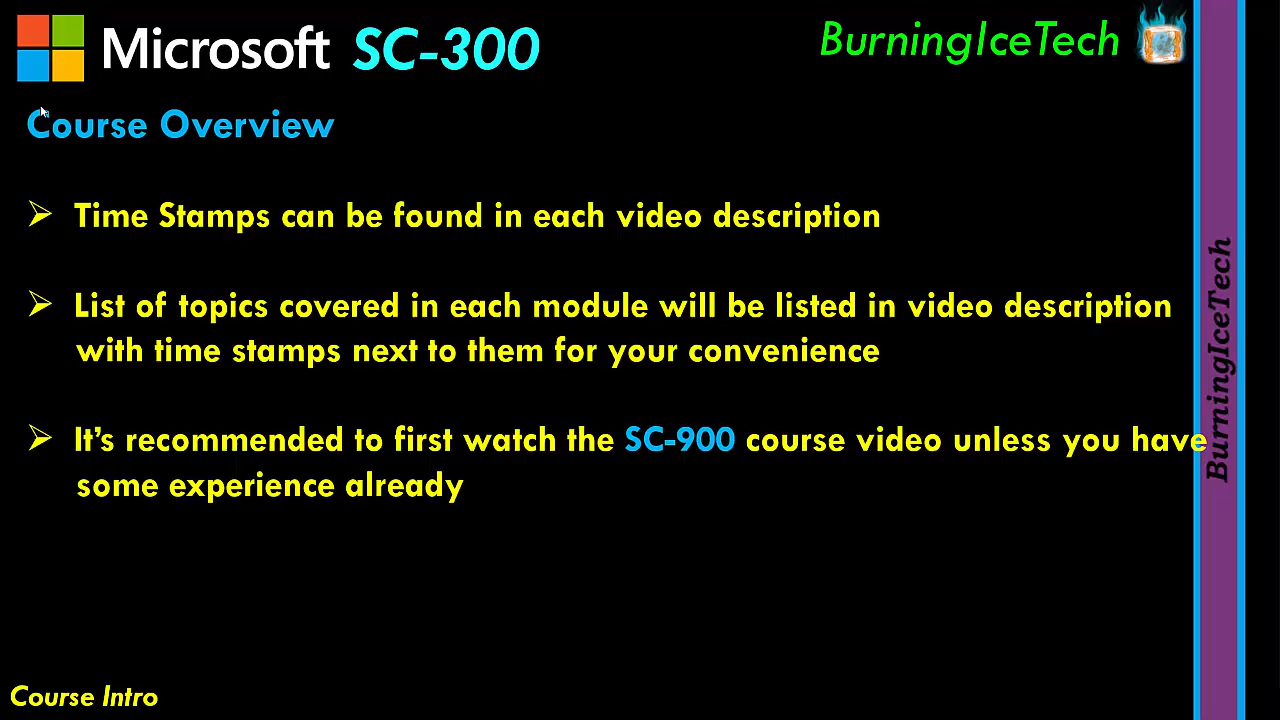 Microsoft SC-300
BurningIceTech
Course Overview
Time Stamps can be found in each video description
List of topics covered in each module will be listed in video description
with time stamps next to them for your convenience
It's recommended to first watch the SC-900 course video unless you have
some experience already
BurningIceTech
Course Intro